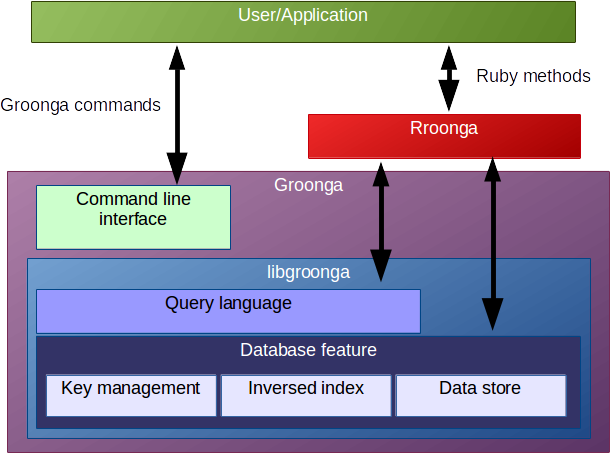 User/Application
Groonga commands
Ruby methods
Rroonga
Groonga
Command line
interface
libgroonga
Query language
Database feature
Key management
Inversed index
Data store